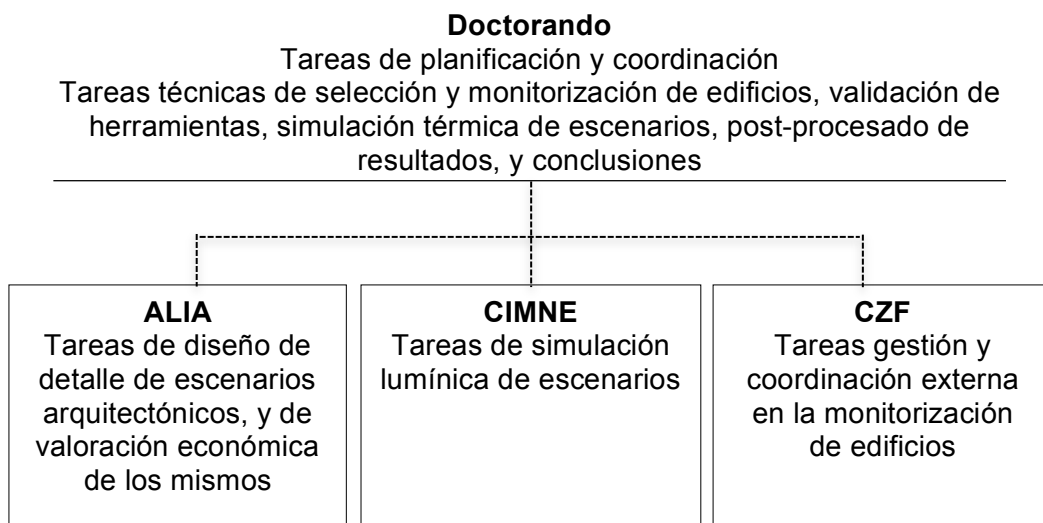 Doctorando
Tareas de planificación y coordinación
Tareas técnicas de selección y monitorización de edificios, validación de
herramientas, simulación térmica de escenarios, post-procesado de
resultados, y conclusiones
ALIA
Tareas de diseño de
detalle de escenarios
arquitectónicos, y de
valoración económica
de los mismos
CIMNE
Tareas de simulación
lumínica de escenarios
CZF
Tareas gestión y
coordinación externa
en la monitorización
de edificios